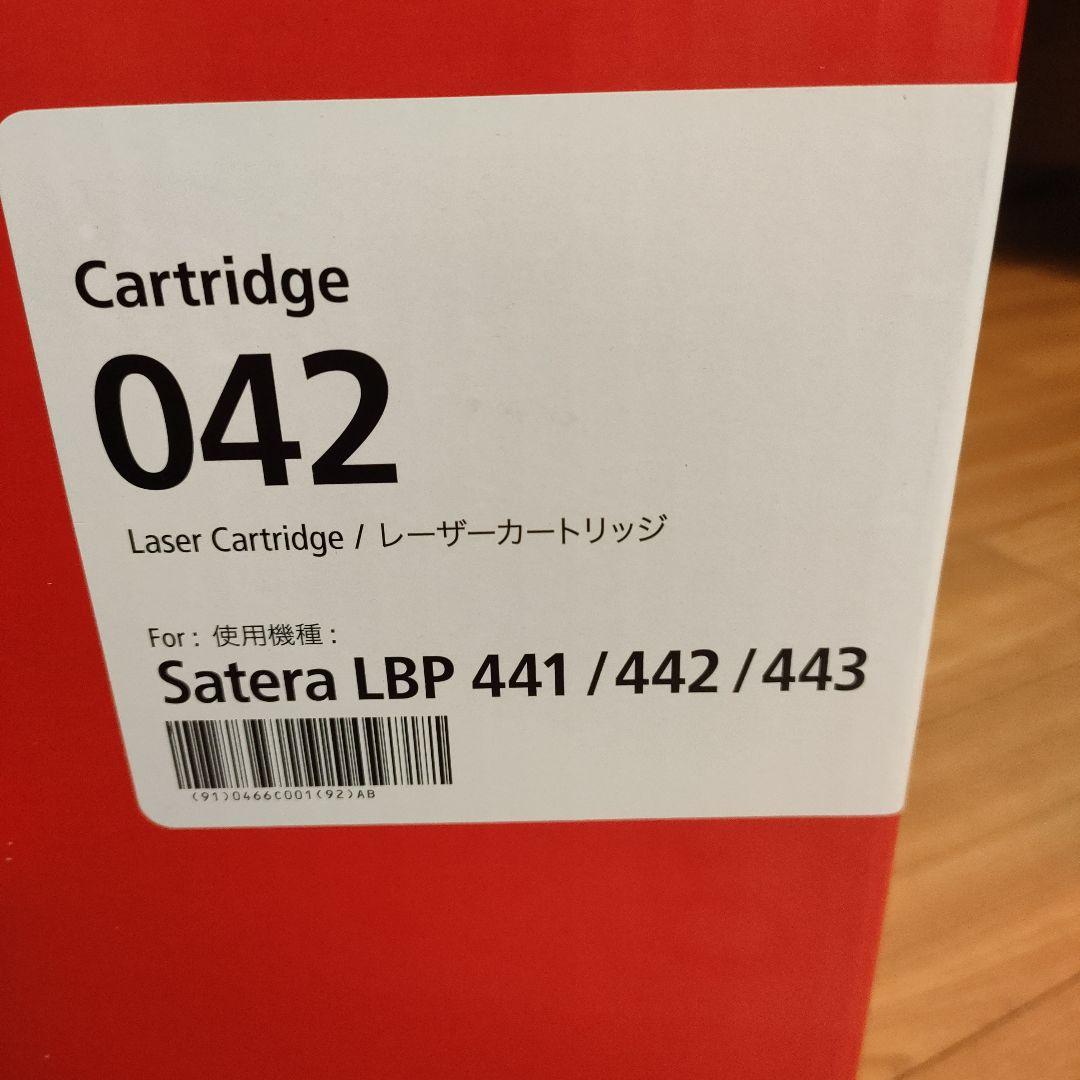 Cartridge
042
Laser Cartridge / レーザーカートリッジ
For : 使用機種 :
Satera LBP 441 / 442 / 443
(91)0466C001(92)AB